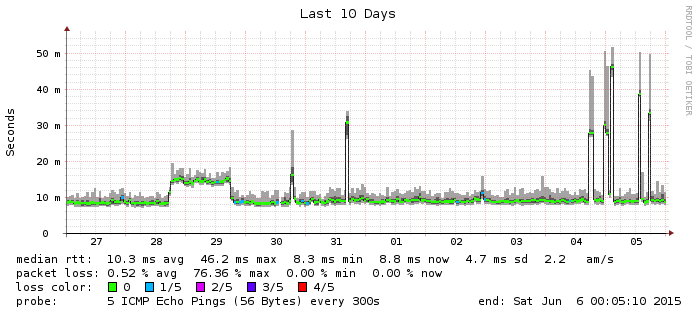 Last 10 Days
RRDTOOL / TOBI OETIKER
Seconds
50 m
40 m
30 m
20 m
10 m
0
27 28 29 30 31 01 02 03 04 05
median rtt: 10.3 ms avg 46.2 ms max 8.3 ms min 8.8 ms now 4.7 ms sd 2.2 am/s
packet loss: 0.52 % avg 76.36 % max 0.00 % min 0.00 % now
loss color: 0 1/5 2/5 3/5 4/5
probe: 5 ICMP Echo Pings (56 Bytes) every 300s end: Sat Jun 6 00:05:10 2015